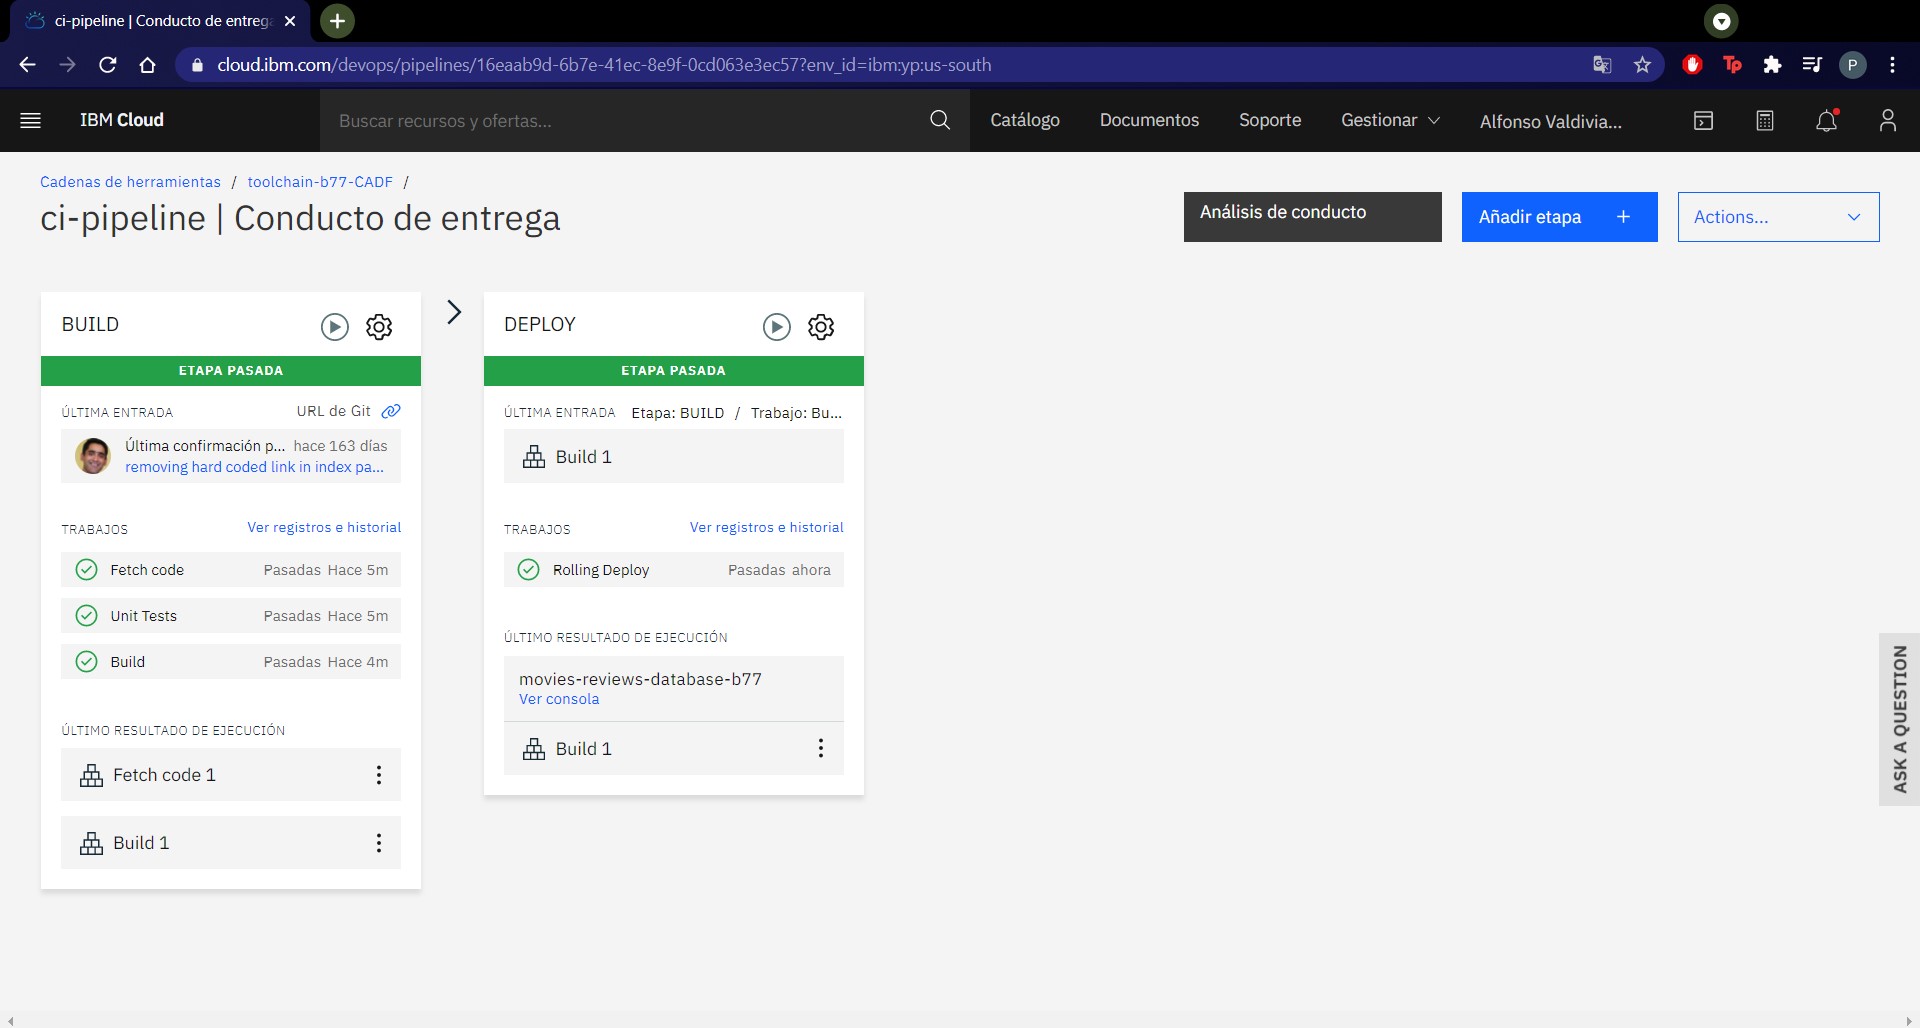 ci-pipeline | Conducto de entreg
cloud.ibm.com/devops/pipelines/16eaab9d-6b7e-41ec-8e9f-0cd063e3ec57?env_id=ibm:yp:us-south
Tp
P
IBM Cloud
Buscar recursos y ofertas...
Catálogo
Documentos
Soporte
Gestionar
Alfonso Valdivia...
Cadenas de herramientas / toolchain-b77-CADF /
ci-pipeline | Conducto de entrega
Análisis de conducto
Añadir etapa +
Actions...
BUILD
ETAPA PASADA
ÚLTIMA ENTRADA URL de Git
Última confirmación p... hace 163 días
removing hard coded link in index pa...
TRABAJOS Ver registros e historial
Fetch code Pasadas Hace 5m
Unit Tests Pasadas Hace 5m
Build Pasadas Hace 4m
ÚLTIMO RESULTADO DE EJECUCIÓN
Fetch code 1
Build 1
DEPLOY
ETAPA PASADA
ÚLTIMA ENTRADA Etapa: BUILD / Trabajo: Bu...
Build 1
TRABAJOS Ver registros e historial
Rolling Deploy Pasadas ahora
ÚLTIMO RESULTADO DE EJECUCIÓN
movies-reviews-database-b77
Ver consola
Build 1
ASK A QUESTION